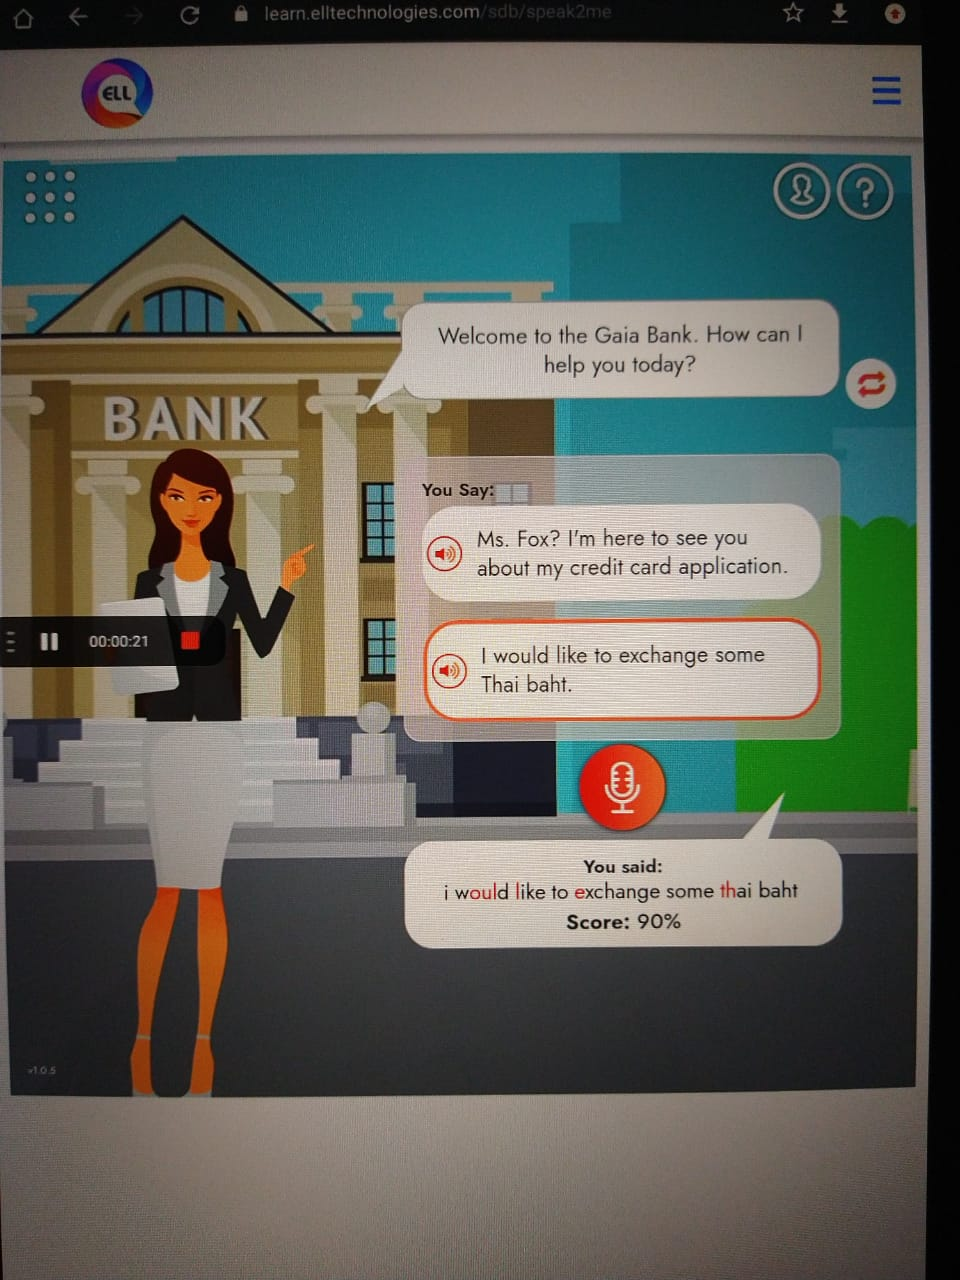 learn.elltechnologies.com/sdb/speak2me
ELL
?
Welcome to the Gaia Bank. How can I
help you today?
BANK
You Say:
Ms. Fox? I'm here to see you
about my credit card application.
00:00:21
I would like to exchange some
Thai baht.
You said:
i would like to exchange some thai baht
Score: 90%
v1.0.5